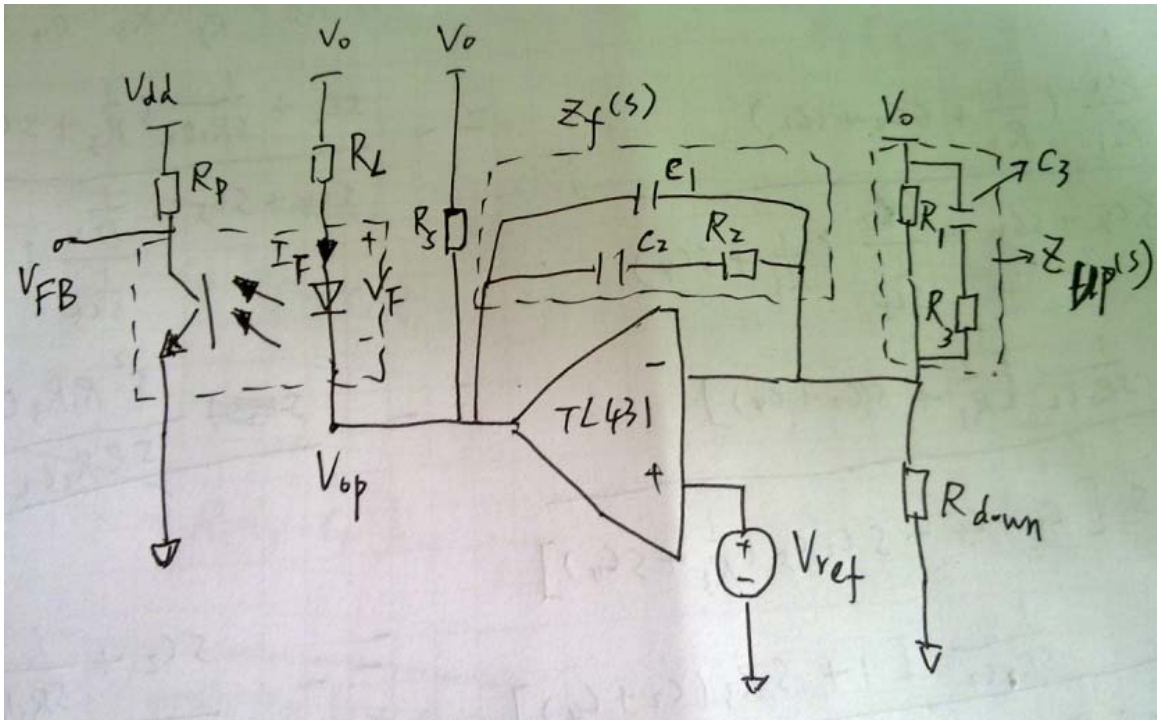 Vo
Vo
Vdd
Zf(s)
Vo
RL
C1
C3
Rp
R5
C2
R2
R1
IF
+
VF
-
Zup(s)
VFB
R3
-
TL431
+
Vop
Rdown
+
-
Vref